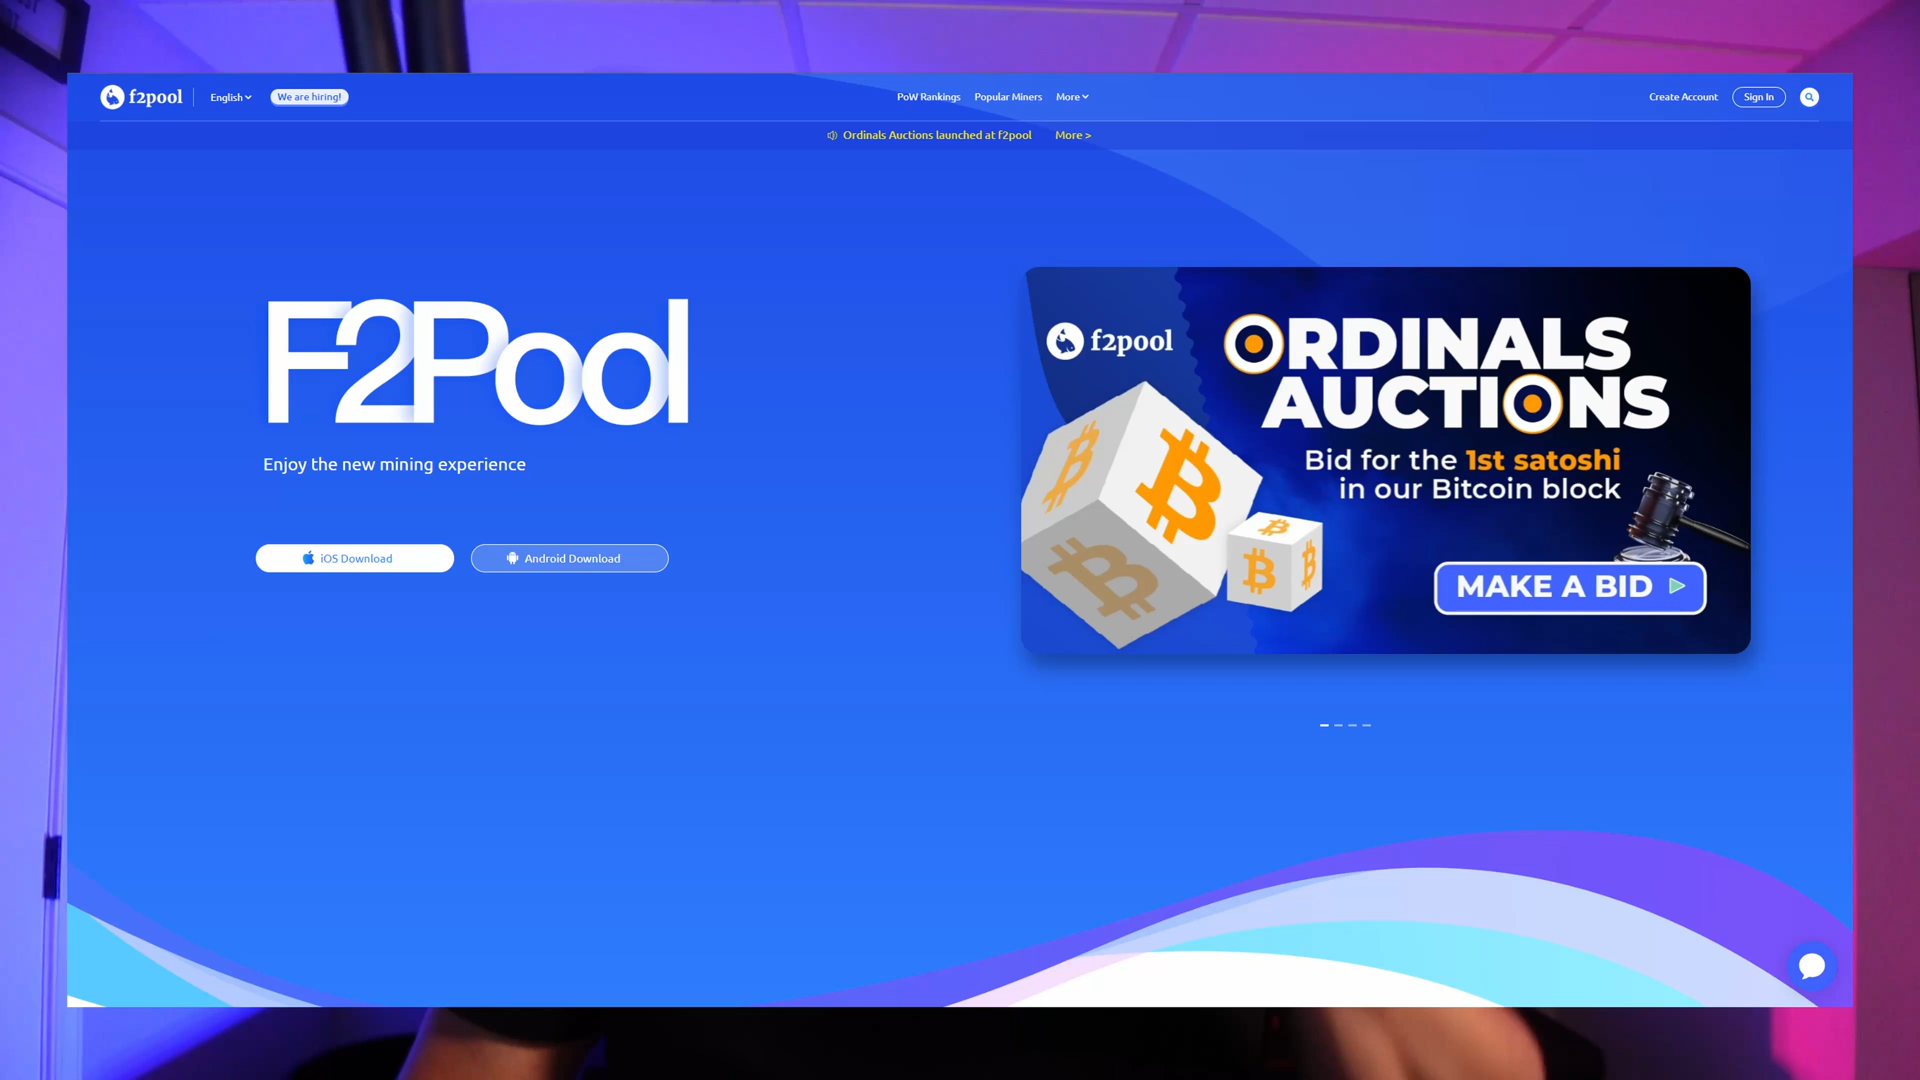 f2pool
English
We are hiring!
PoW Rankings
Popular Miners
More
Create Account
Sign In
Ordinals Auctions launched at f2pool
More >
F2Pool
Enjoy the new mining experience
iOS Download
Android Download
f2pool
ORDINALS
AUCTIONS
Bid for the 1st satoshi
in our Bitcoin block
MAKE A BID